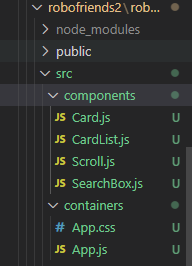 robofriends2\rob...
node_modules
public
src
components
JS Card.js U
JS CardList.js U
JS Scroll.js U
JS SearchBox.js U
containers
# App.css U
JS App.js U